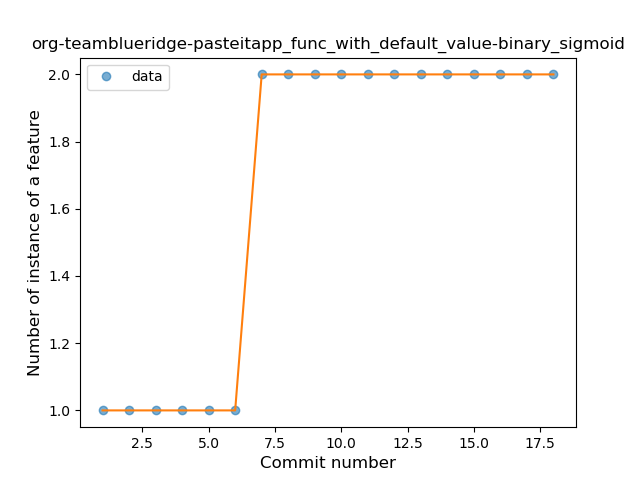 org-teamblueridge-pasteitapp_func_with_default_value-binary_sigmoid
data
Number of instance of a feature
2.0
1.8
1.6
1.4
1.2
1.0
2.5 5.0 7.5 10.0 12.5 15.0 17.5
Commit number